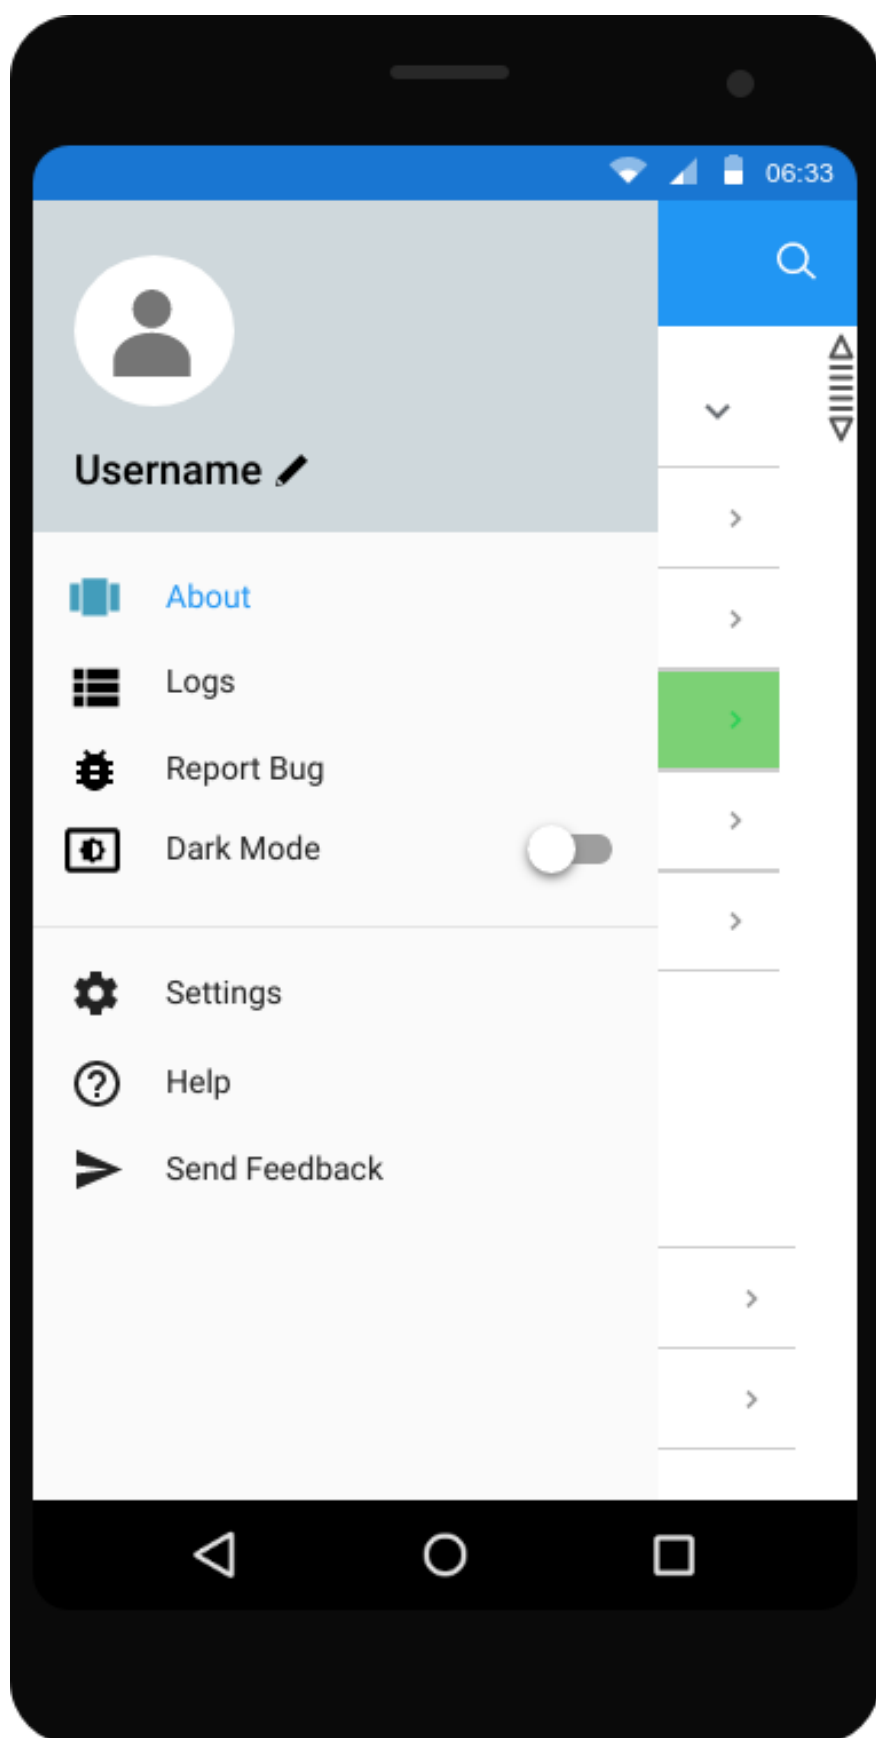 06:33
Username
About
Logs
Report Bug
Dark Mode
Settings
Help
Send Feedback